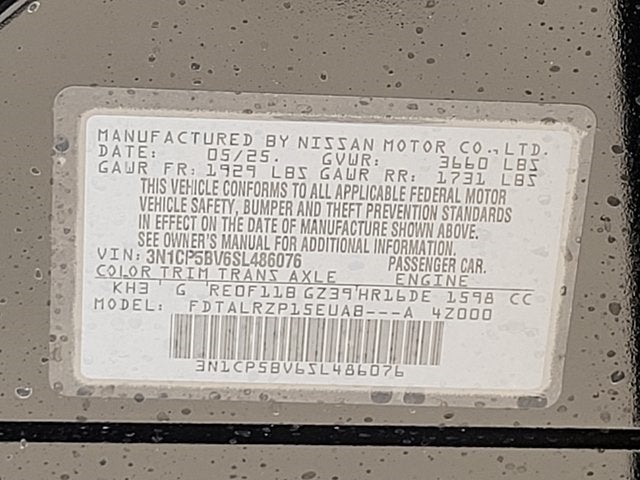 MANUFACTURED BY NISSAN MOTOR CO.,LTD.
DATE: 05/25. GVWR: 3660 LBS
GAWR FR: 1929 LBS GAWR RR: 1731 LBS
THIS VEHICLE CONFORMS TO ALL APPLICABLE FEDERAL MOTOR
VEHICLE SAFETY, BUMPER AND THEFT PREVENTION STANDARDS
IN EFFECT ON THE DATE OF MANUFACTURE SHOWN ABOVE.
SEE OWNER'S MANUAL FOR ADDITIONAL INFORMATION.
VIN: 3N1CP5BV6SL486076 PASSENGER CAR.
COLOR TRIM TRANS AXLE ENGINE
KH3 G RE0F11B GZ39 HR16DE 1598 CC
MODEL: FDTALRZP15EUAB---A 4Z000
3N1CP5BV6SL486076